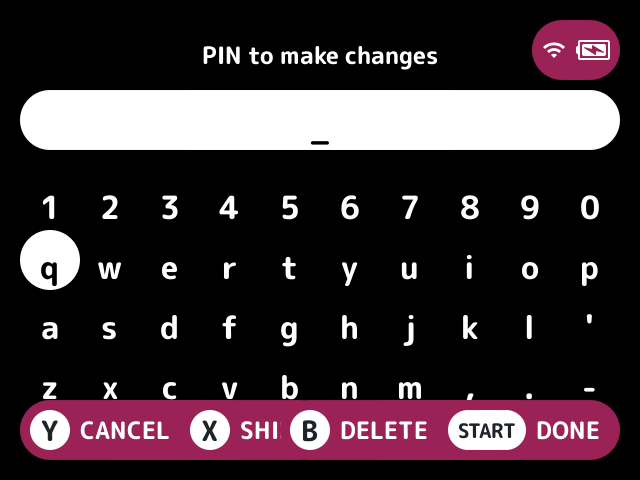 PIN to make changes
_
1 2 3 4 5 6 7 8 9 0
q w e r t y u i o p
a s d f g h j k l '
z x c v b n m , . -
Y CANCEL X SHI B DELETE START DONE